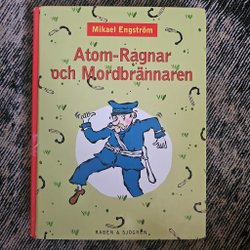 Mikael Engström
Atom-Ragnar
och Mordbrännaren
RABÉN & SJÖGREN